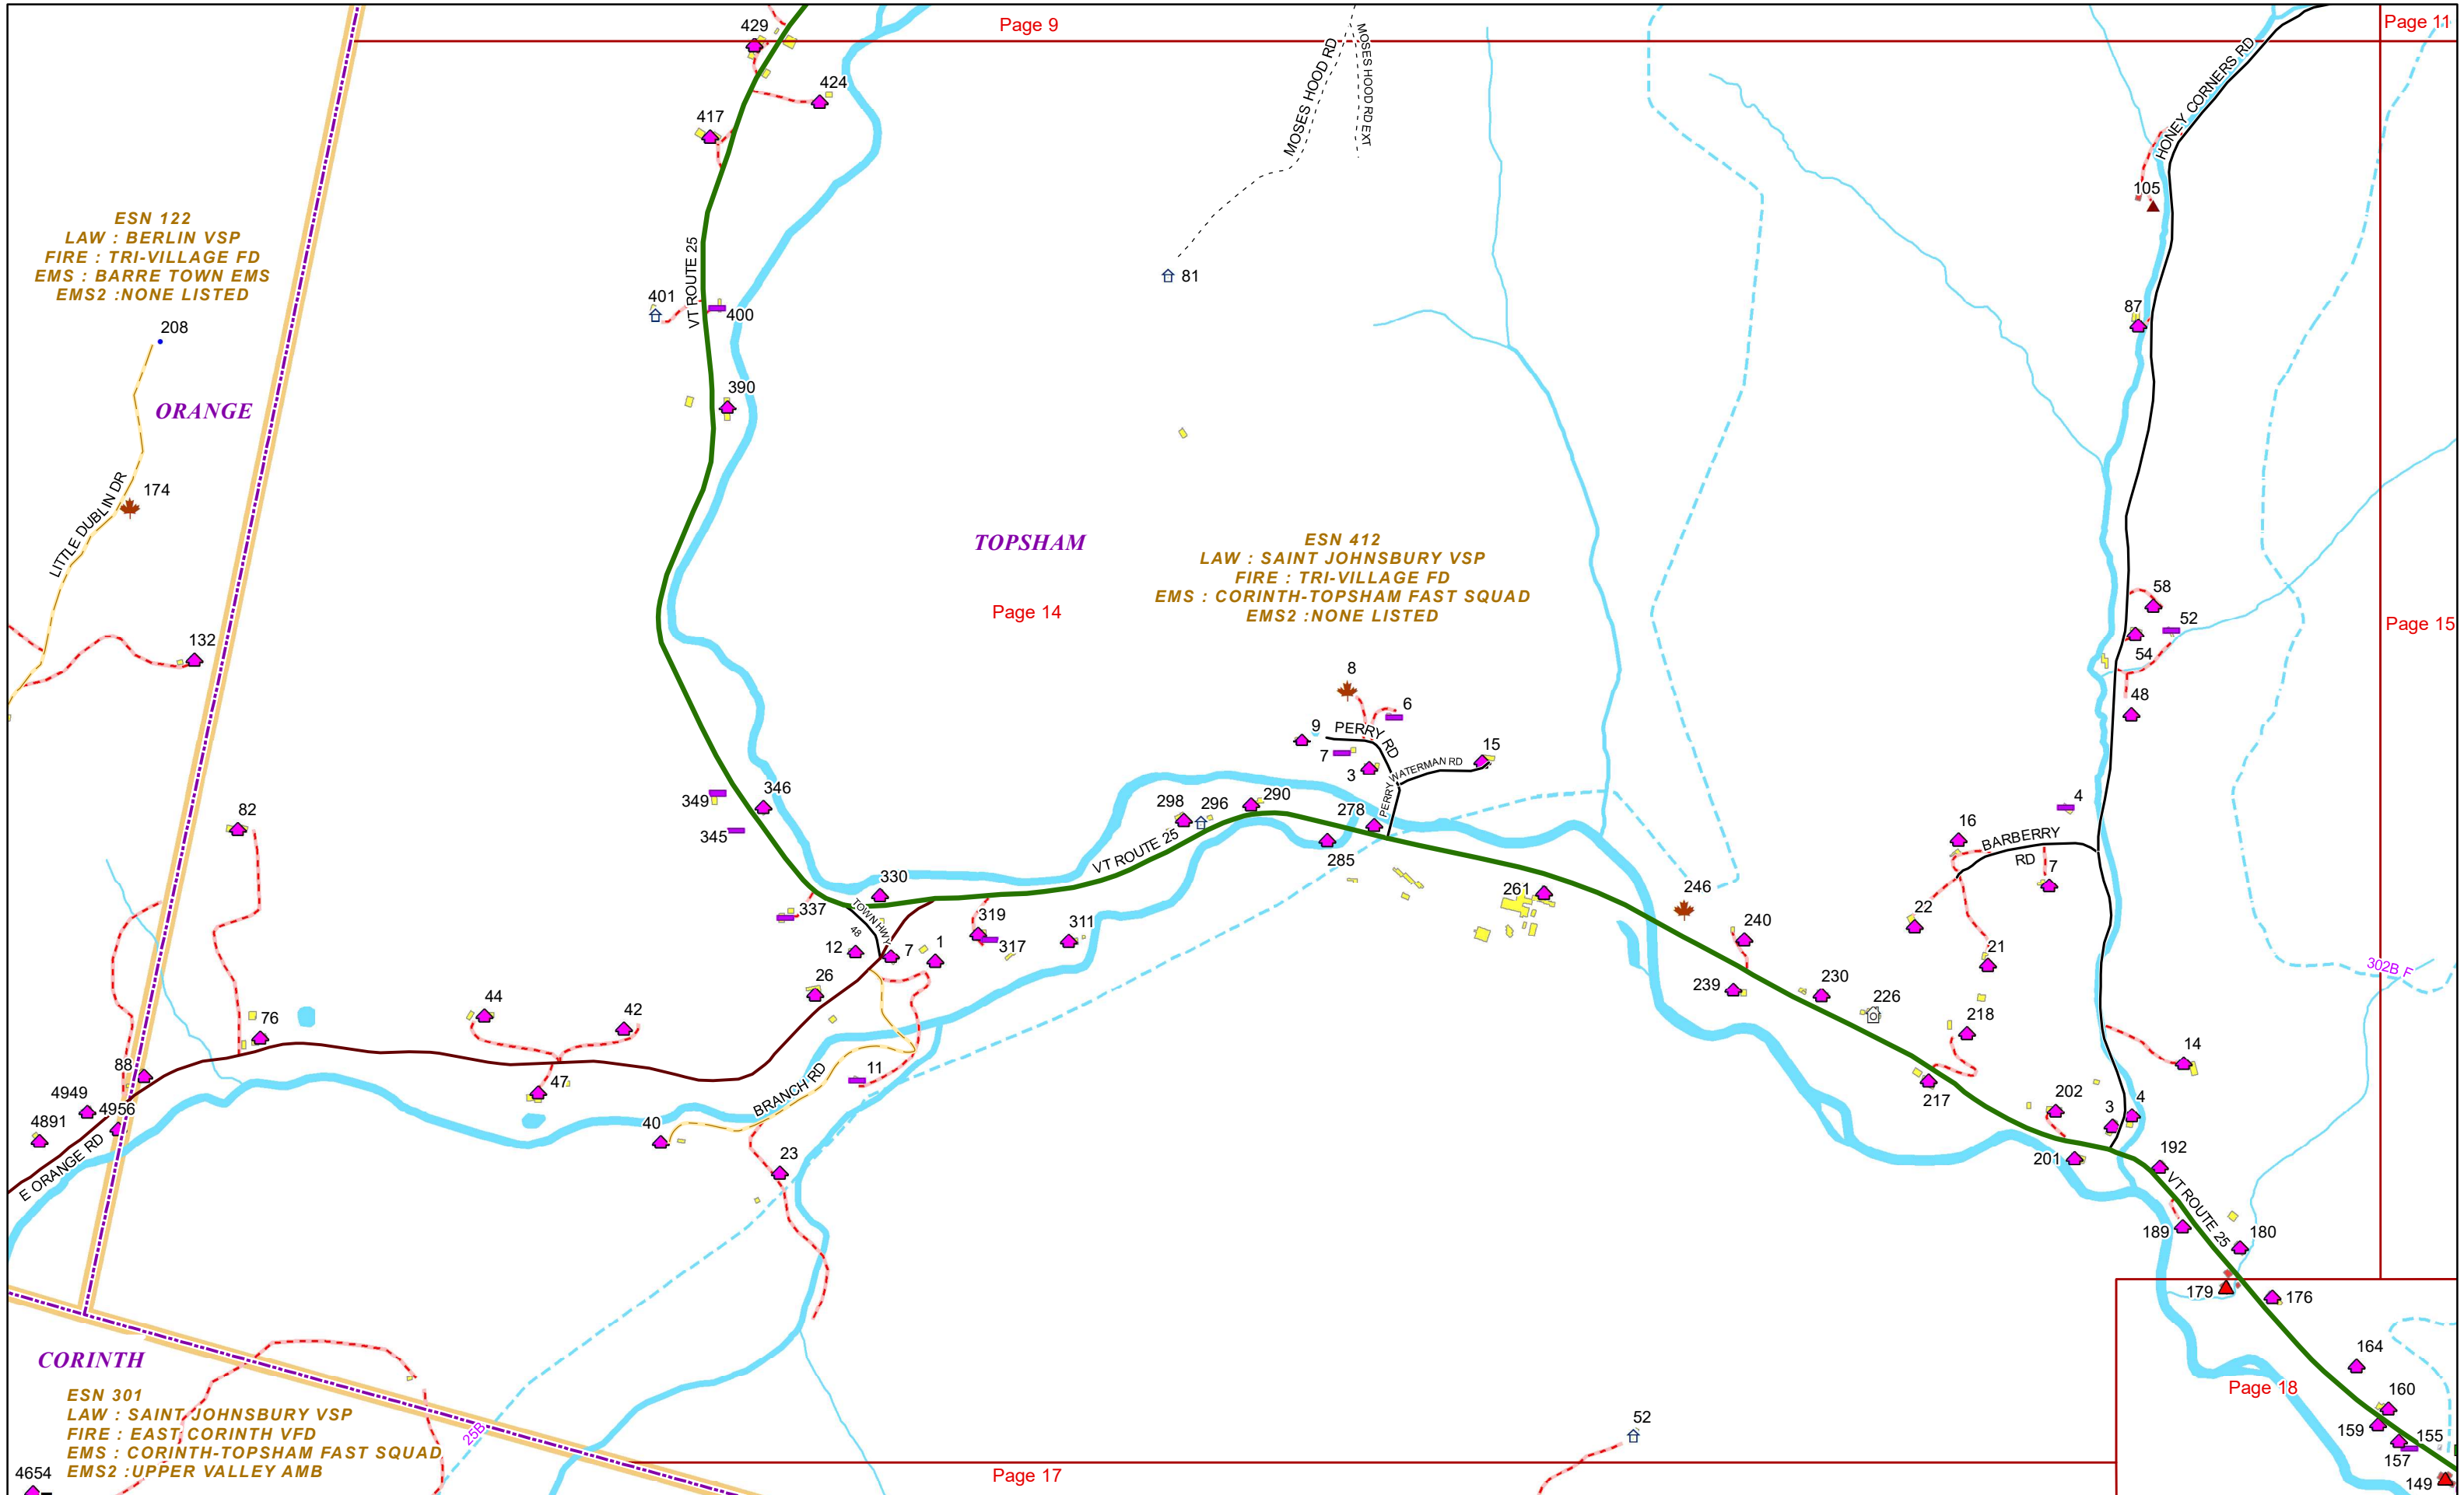 Page 9
Page 11
429
424
417
MOSES HOOD RD
MOSES HOOD RD EXT
HONEY CORNERS RD
105
ESN 122
LAW : BERLIN VSP
FIRE : TRI-VILLAGE FD
EMS : BARRE TOWN EMS
EMS2 :NONE LISTED
208
VT ROUTE 25
401
400
81
87
390
ORANGE
174
LITTLE DUBLIN DR
TOPSHAM
ESN 412
LAW : SAINT JOHNSBURY VSP
FIRE : TRI-VILLAGE FD
EMS : CORINTH-TOPSHAM FAST SQUAD
EMS2 :NONE LISTED
Page 14
Page 15
58
52
54
48
132
8
6
9
PERRY RD
7
3
15
WATERMAN RD
PERRY
349
346
345
82
298
296
290
278
285
VT ROUTE 25
4
16
BARBERRY
RD
7
330
337
TOWN HWY
48
319
317
311
261
246
240
22
21
12
7
1
26
239
230
226
218
302B F
44
42
76
14
88
47
11
BRANCH RD
217
202
3
4
4949
4956
4891
E ORANGE RD
40
23
201
192
VT ROUTE 25
189
180
179
176
CORINTH
ESN 301
LAW : SAINT JOHNSBURY VSP
FIRE : EAST CORINTH VFD
EMS : CORINTH-TOPSHAM FAST SQUAD
EMS2 :UPPER VALLEY AMB
25B
4654
52
Page 17
Page 18
164
160
159
155
157
149